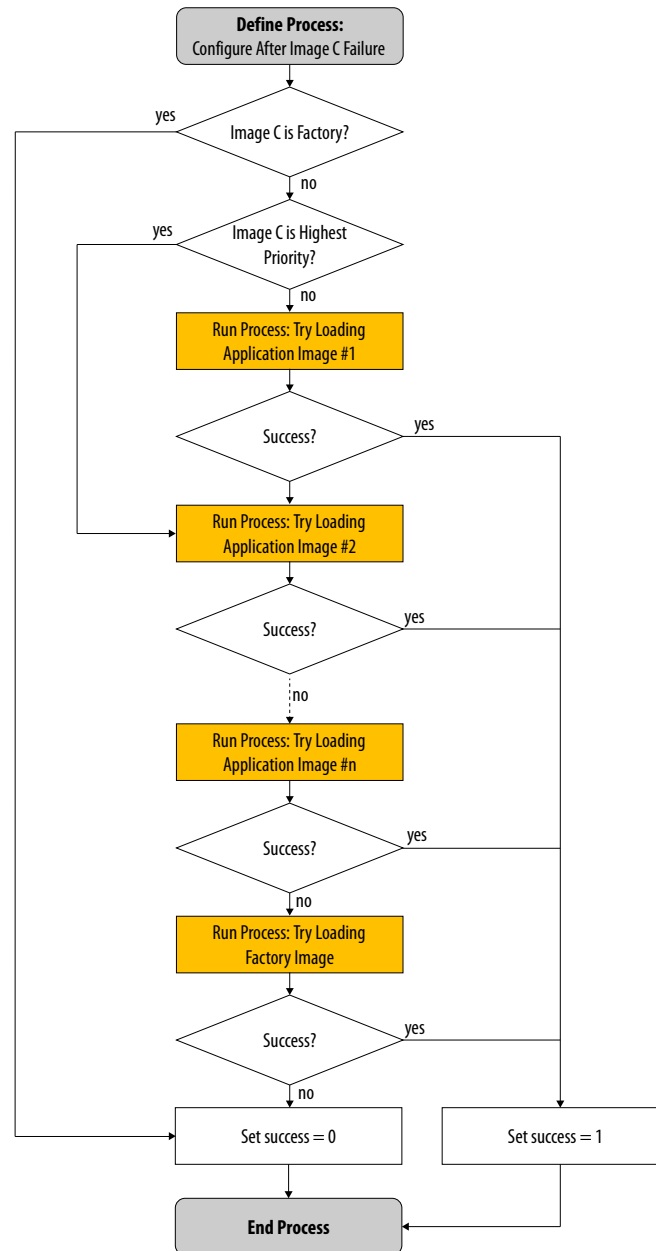 Define Process:
Configure After Image C Failure
yes
Image C is Factory?
no
yes
Image C is Highest
Priority?
no
Run Process: Try Loading
Application Image #1
Success?
yes
Run Process: Try Loading
Application Image #2
Success?
yes
no
Run Process: Try Loading
Application Image #n
Success?
yes
no
Run Process: Try Loading
Factory Image
Success?
yes
no
Set success = 0
Set success = 1
End Process